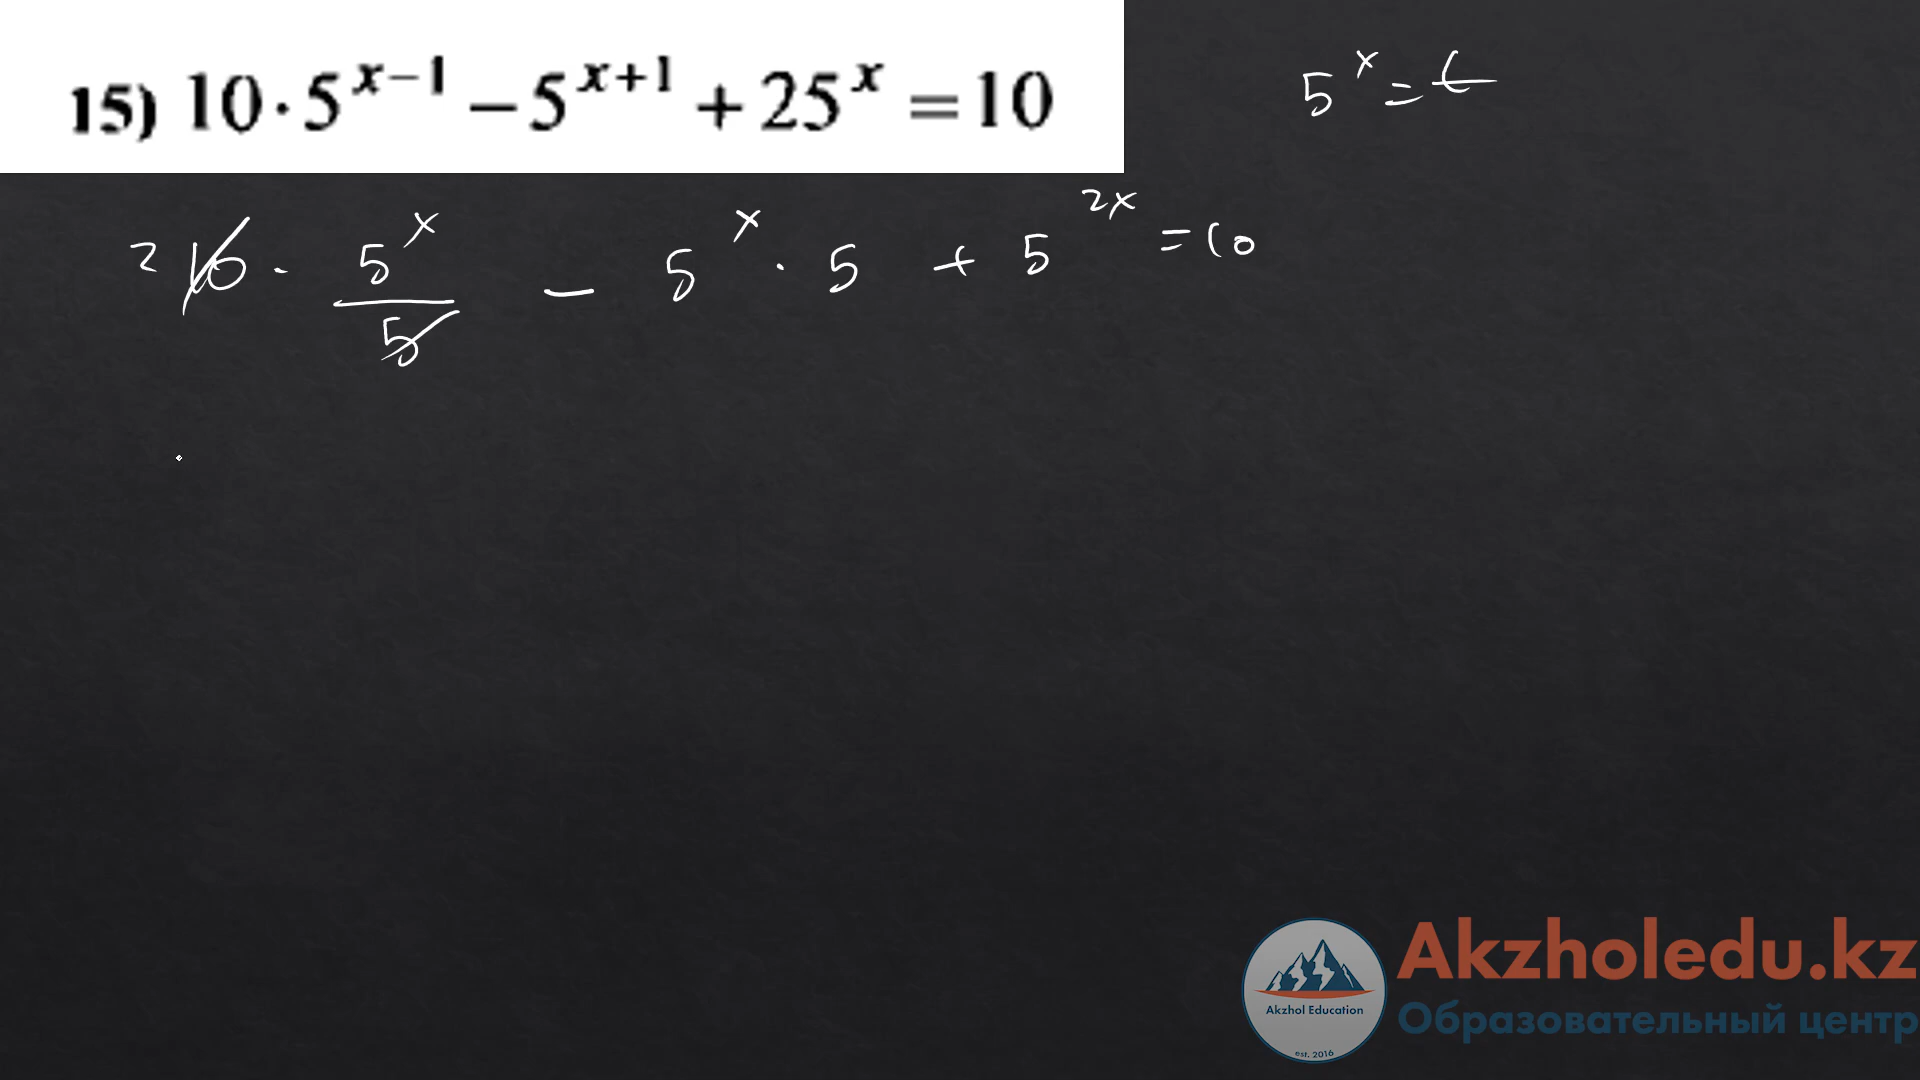 15) 10 · 5^{x−1} − 5^{x+1} + 25^x = 10
5^x = t
2 10 · 5^x/5 − 5^x · 5 + 5^{2x} = 10
Akzholedu.kz
Образовательный центр
Akzhol Education
est. 2016